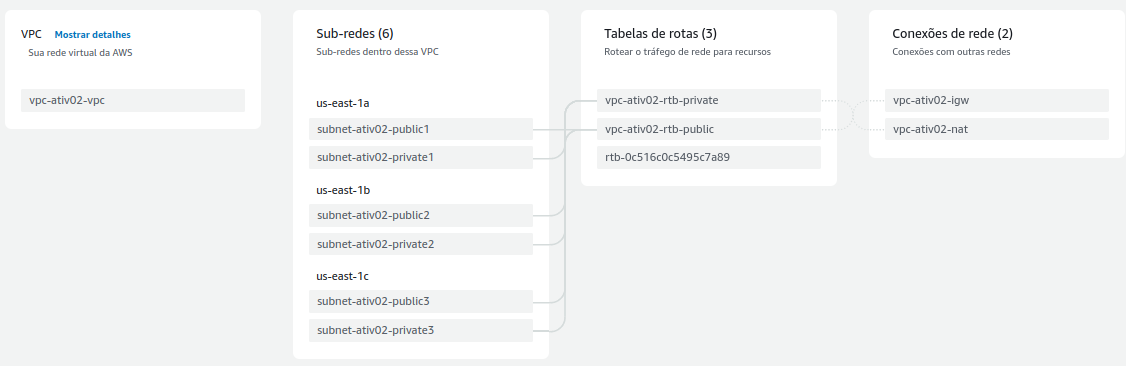 VPC Mostrar detalhes
Sua rede virtual da AWS
vpc-ativ02-vpc
Sub-redes (6)
Sub-redes dentro dessa VPC
us-east-1a
subnet-ativ02-public1
subnet-ativ02-private1
us-east-1b
subnet-ativ02-public2
subnet-ativ02-private2
us-east-1c
subnet-ativ02-public3
subnet-ativ02-private3
Tabelas de rotas (3)
Rotear o tráfego de rede para recursos
vpc-ativ02-rtb-private
vpc-ativ02-rtb-public
rtb-0c516c0c5495c7a89
Conexões de rede (2)
Conexões com outras redes
vpc-ativ02-igw
vpc-ativ02-nat